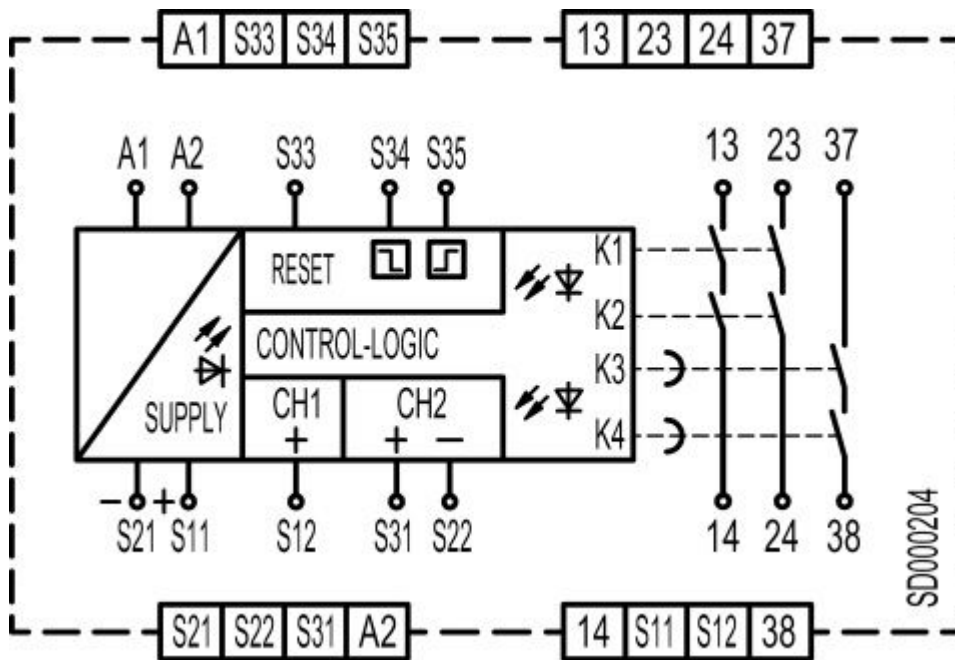 A1 S33 S34 S35 13 23 24 37
A1 A2 S33 S34 S35 13 23 37
RESET K1
K2
CONTROL-LOGIC
K3
SUPPLY CH1 CH2
K4
+ + −
− +
S21 S11 S12 S31 S22 14 24 38
SD000204
S21 S22 S31 A2 14 S11 S12 38